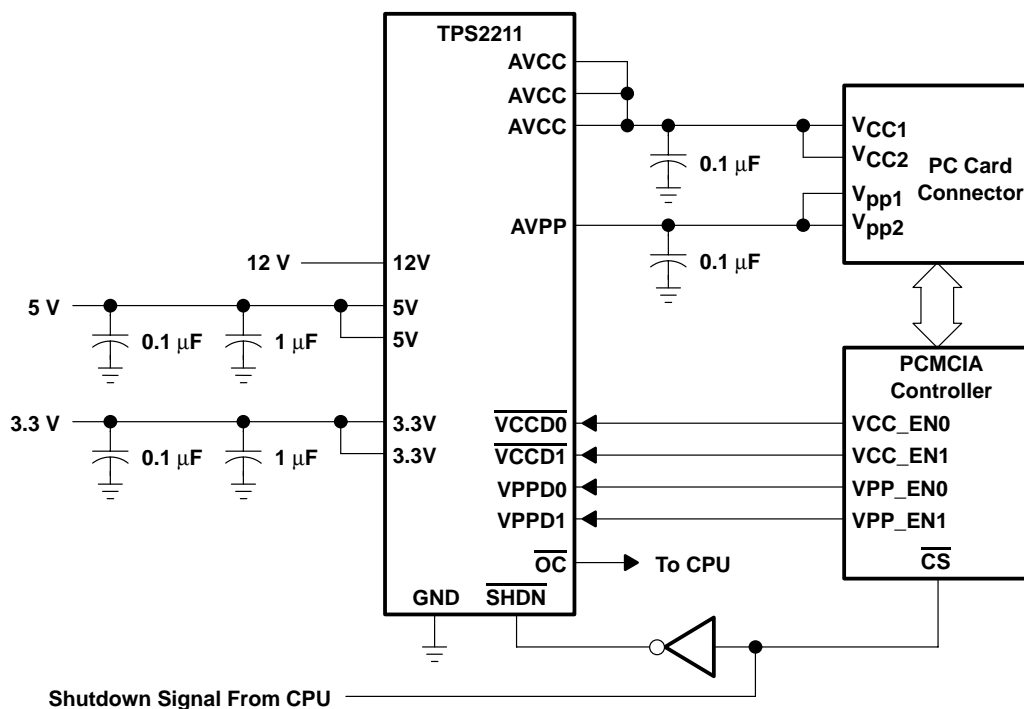 TPS2211
AVCC
AVCC
AVCC
0.1 µF
VCC1
VCC2
PC Card
Connector
Vpp1
Vpp2
AVPP
0.1 µF
12 V
12V
5 V
5V
5V
0.1 µF
1 µF
3.3 V
3.3V
3.3V
0.1 µF
1 µF
PCMCIA
Controller
VCCD0
VCC_EN0
VCCD1
VCC_EN1
VPPD0
VPP_EN0
VPPD1
VPP_EN1
OC
To CPU
CS
GND
SHDN
Shutdown Signal From CPU